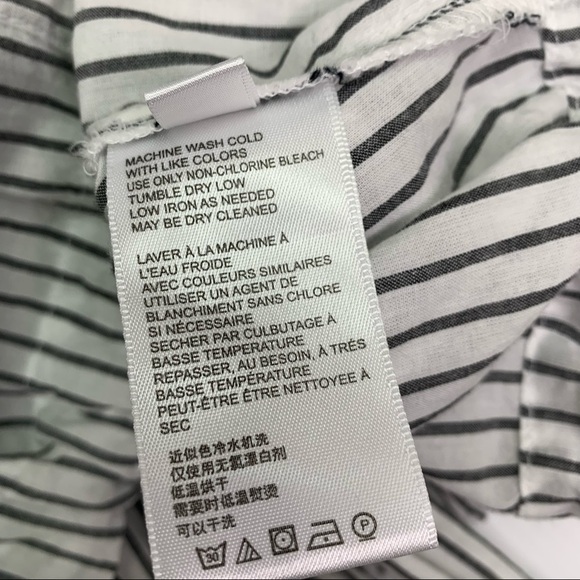 MACHINE WASH COLD
WITH LIKE COLORS
USE ONLY NON-CHLORINE BLEACH
TUMBLE DRY LOW
LOW IRON AS NEEDED
MAY BE DRY CLEANED
LAVER À LA MACHINE À
L'EAU FROIDE
AVEC COULEURS SIMILAIRES
UTILISER UN AGENT DE
BLANCHIMENT SANS CHLORE
SI NÉCESSAIRE
SECHER PAR CULBUTAGE À
BASSE TEMPERATURE
REPASSER, AU BESOIN, À TRÉS
BASSE TEMPÉRATURE
PEUT-ÊTRE ÊTRE NETTOYÉE À
SEC
近似色冷水机洗
仅使用无氯漂白剂
低温烘干
需要时低温熨烫
可以干洗
30 P